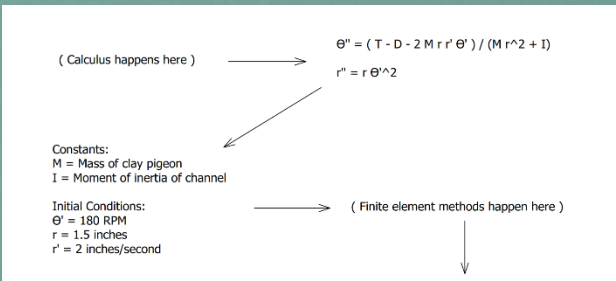 Θ" = ( T - D - 2 M r r' Θ' ) / (M r^2 + I)
( Calculus happens here )
r" = r Θ'^2
Constants:
M = Mass of clay pigeon
I = Moment of inertia of channel
Initial Conditions:
Θ' = 180 RPM
r = 1.5 inches
r' = 2 inches/second
( Finite element methods happen here )